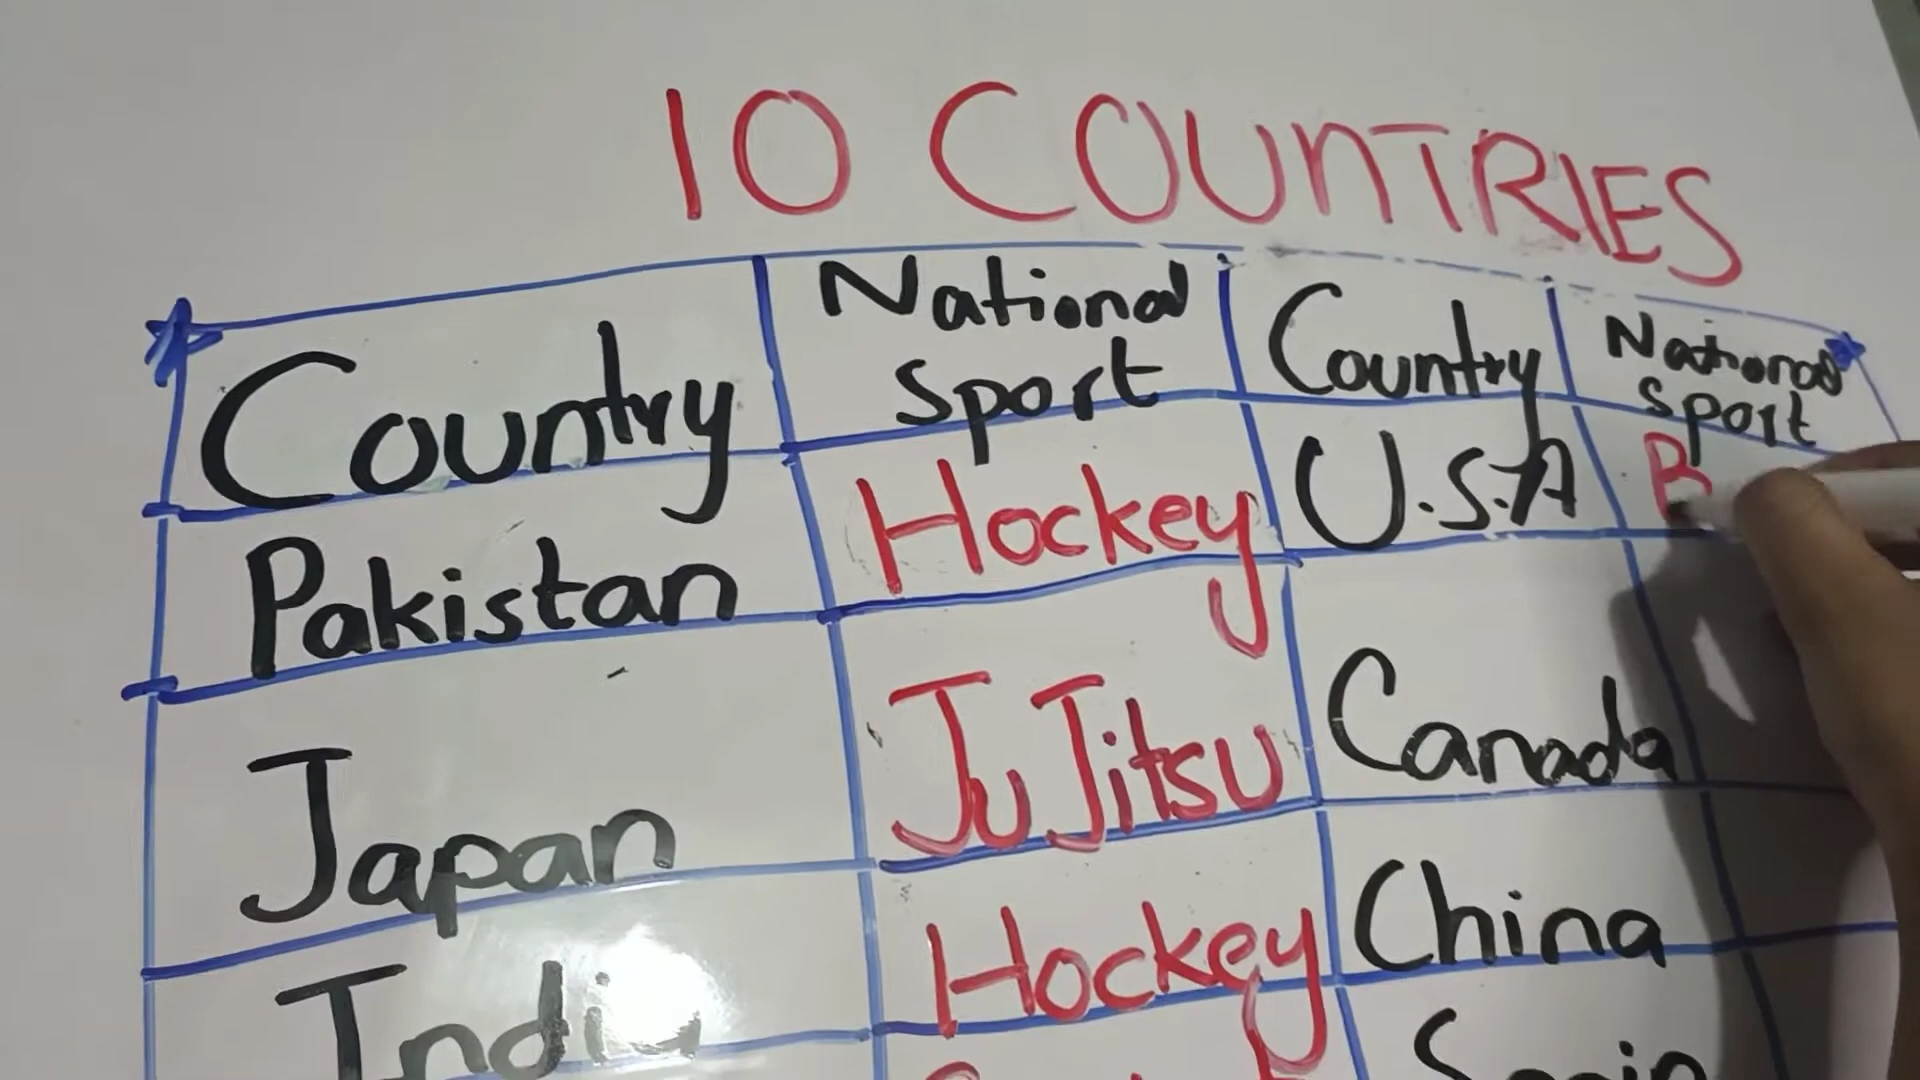 10 COUNTRIES
Country National Sport Country National Sport
Pakistan Hockey U.S.A B
Japan JuJitsu Canada
Hockey China